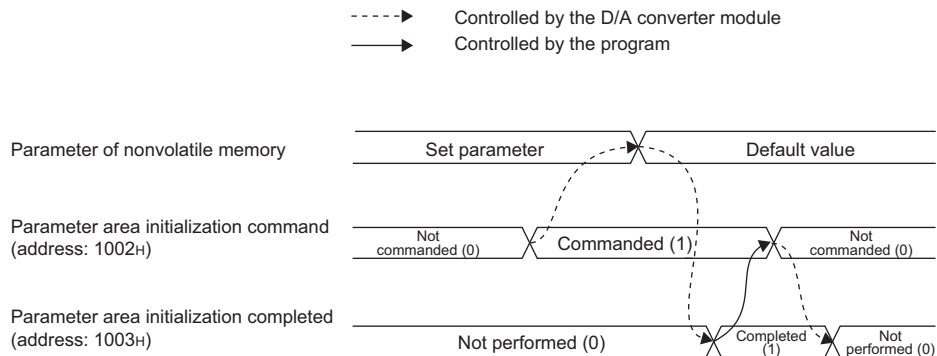 Controlled by the D/A converter module
Controlled by the program
Parameter of nonvolatile memory
Set parameter
Default value
Parameter area initialization command
(address: 1002H)
Not
commanded (0)
Commanded (1)
Not
commanded (0)
Parameter area initialization completed
(address: 1003H)
Not performed (0)
Completed
(1)
Not
performed (0)